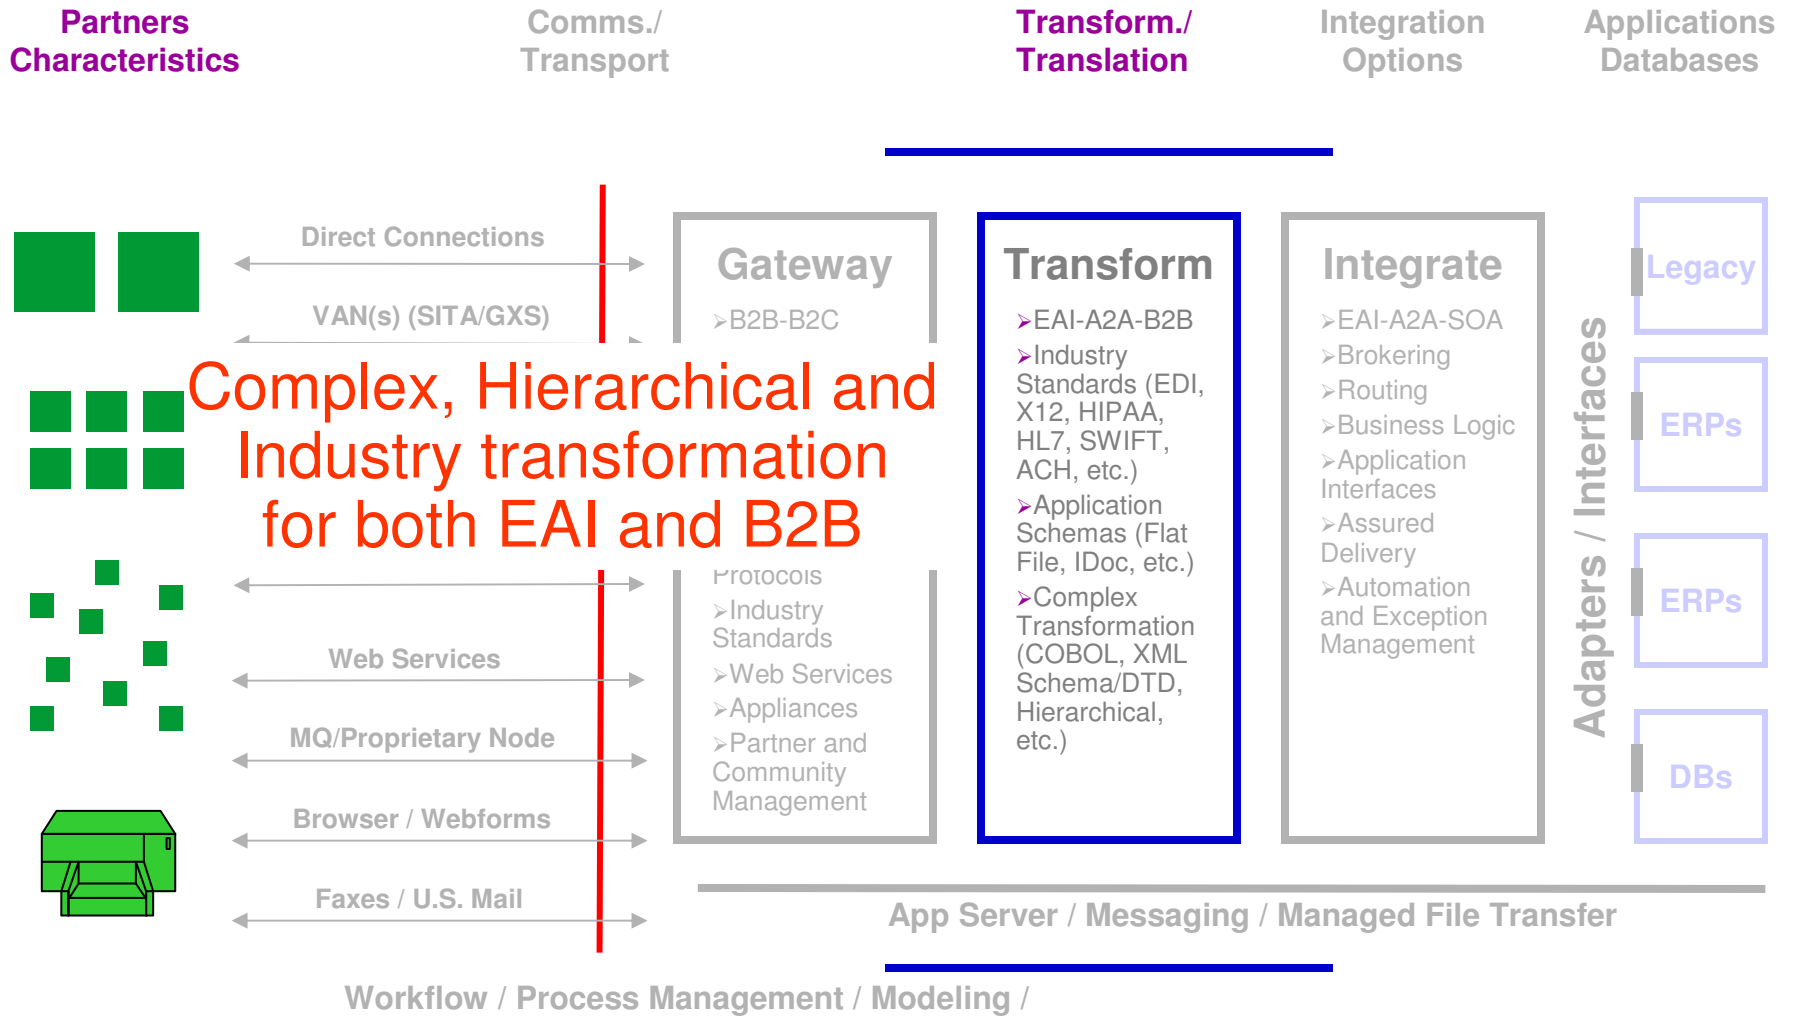 Partners
Characteristics
Comms./
Transport
Transform./
Translation
Integration
Options
Applications
Databases
Direct Connections
VAN(s) (SITA/GXS)
Complex, Hierarchical and
Industry transformation
for both EAI and B2B
Web Services
MQ/Proprietary Node
Browser / Webforms
Faxes / U.S. Mail
Gateway
➢B2B-B2C
Protocols
➢Industry
Standards
➢Web Services
➢Appliances
➢Partner and
Community
Management
Transform
➢EAI-A2A-B2B
➢Industry
Standards (EDI,
X12, HIPAA,
HL7, SWIFT,
ACH, etc.)
➢Application
Schemas (Flat
File, IDoc, etc.)
➢Complex
Transformation
(COBOL, XML
Schema/DTD,
Hierarchical,
etc.)
Integrate
➢EAI-A2A-SOA
➢Brokering
➢Routing
➢Business Logic
➢Application
Interfaces
➢Assured
Delivery
➢Automation
and Exception
Management
Adapters / Interfaces
Legacy
ERPs
ERPs
DBs
App Server / Messaging / Managed File Transfer
Workflow / Process Management / Modeling /